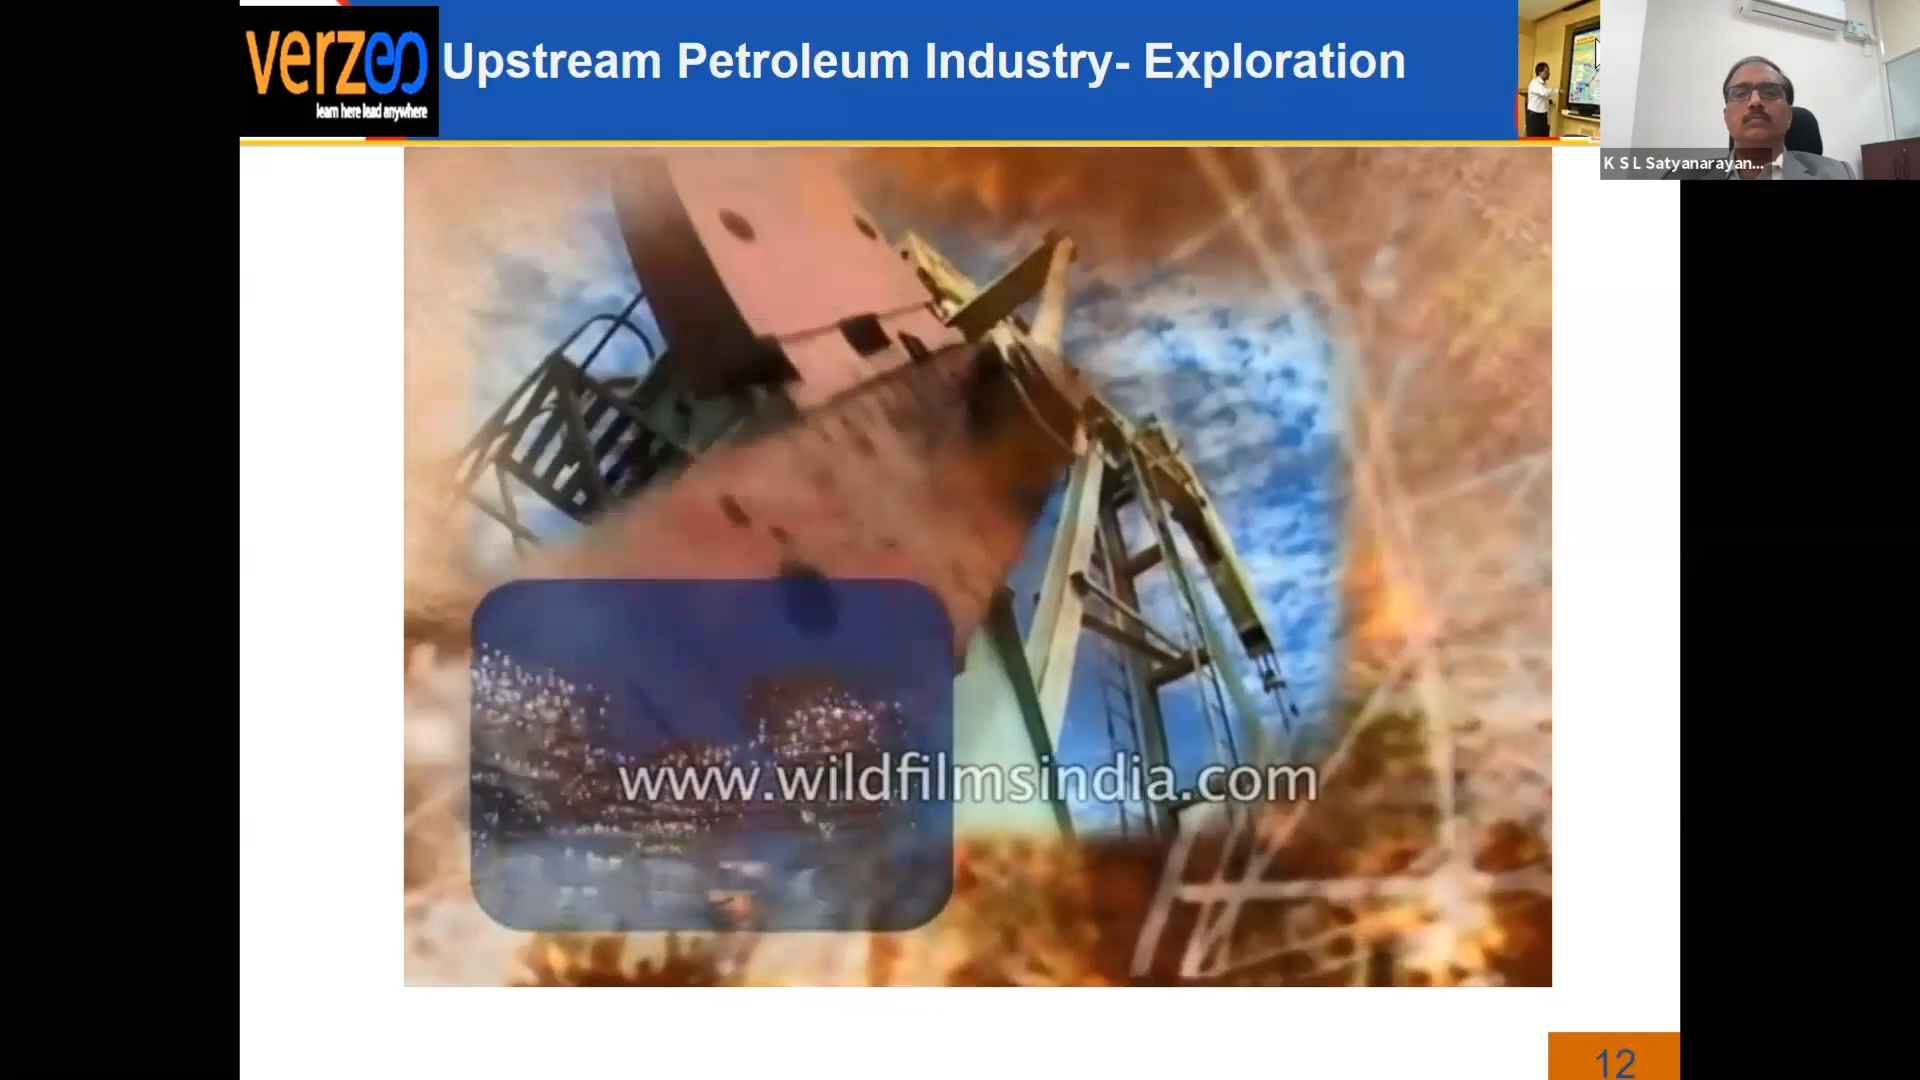 verzeo
learn here lead anywhere
Upstream Petroleum Industry- Exploration
K S L Satyanarayan...
www.wildfilmsindia.com
12